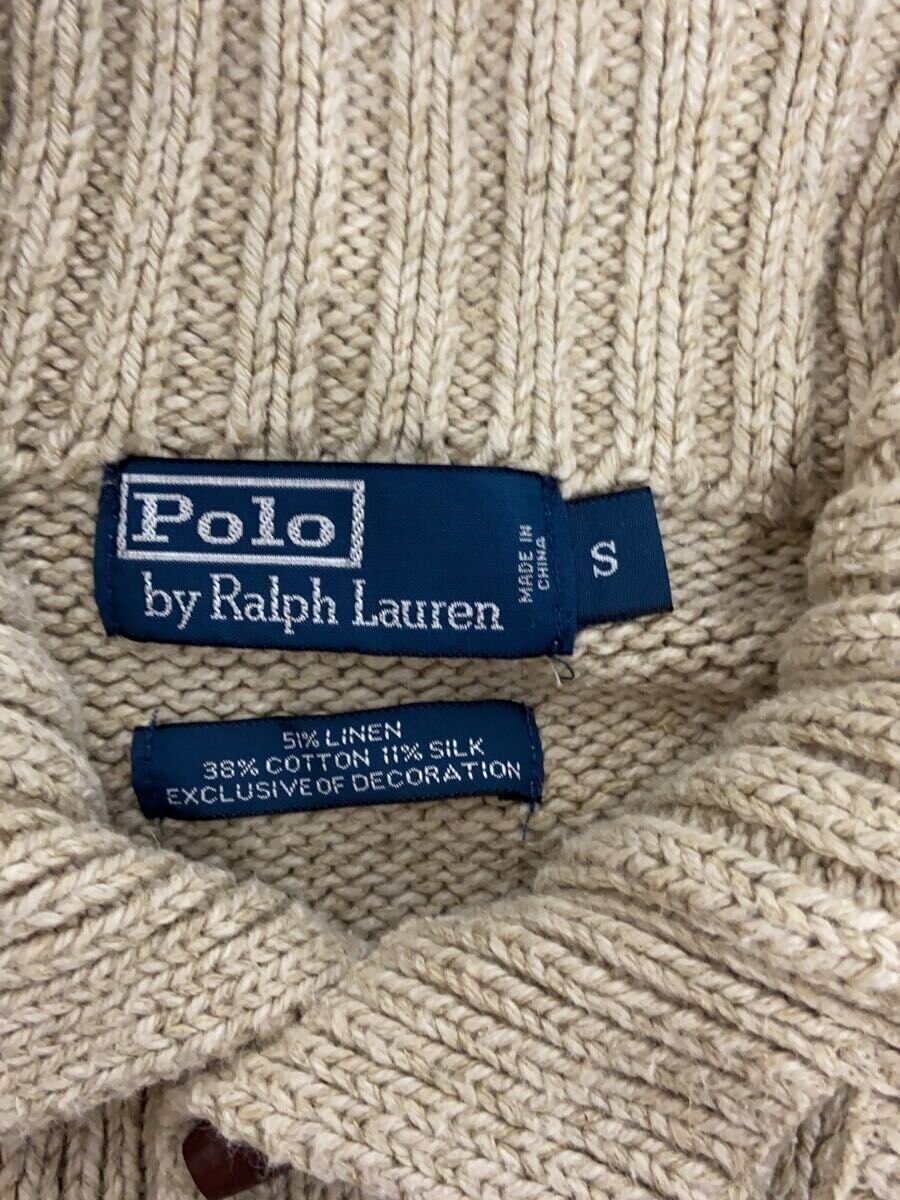 Polo
by Ralph Lauren
MADE IN
CHINA
S
51% LINEN
38% COTTON 11% SILK
EXCLUSIVE OF DECORATION